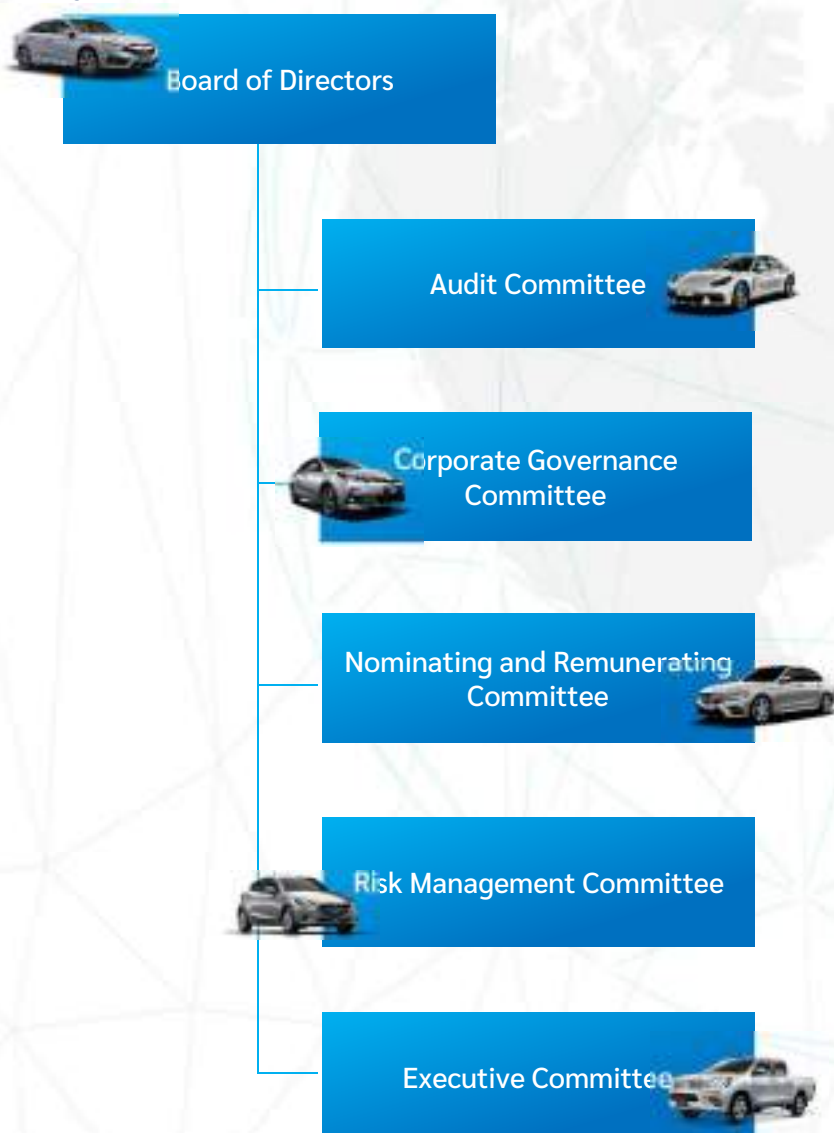 Board of Directors
Audit Committee
Corporate Governance
Committee
Nominating and Remunerating
Committee
Risk Management Committee
Executive Committee